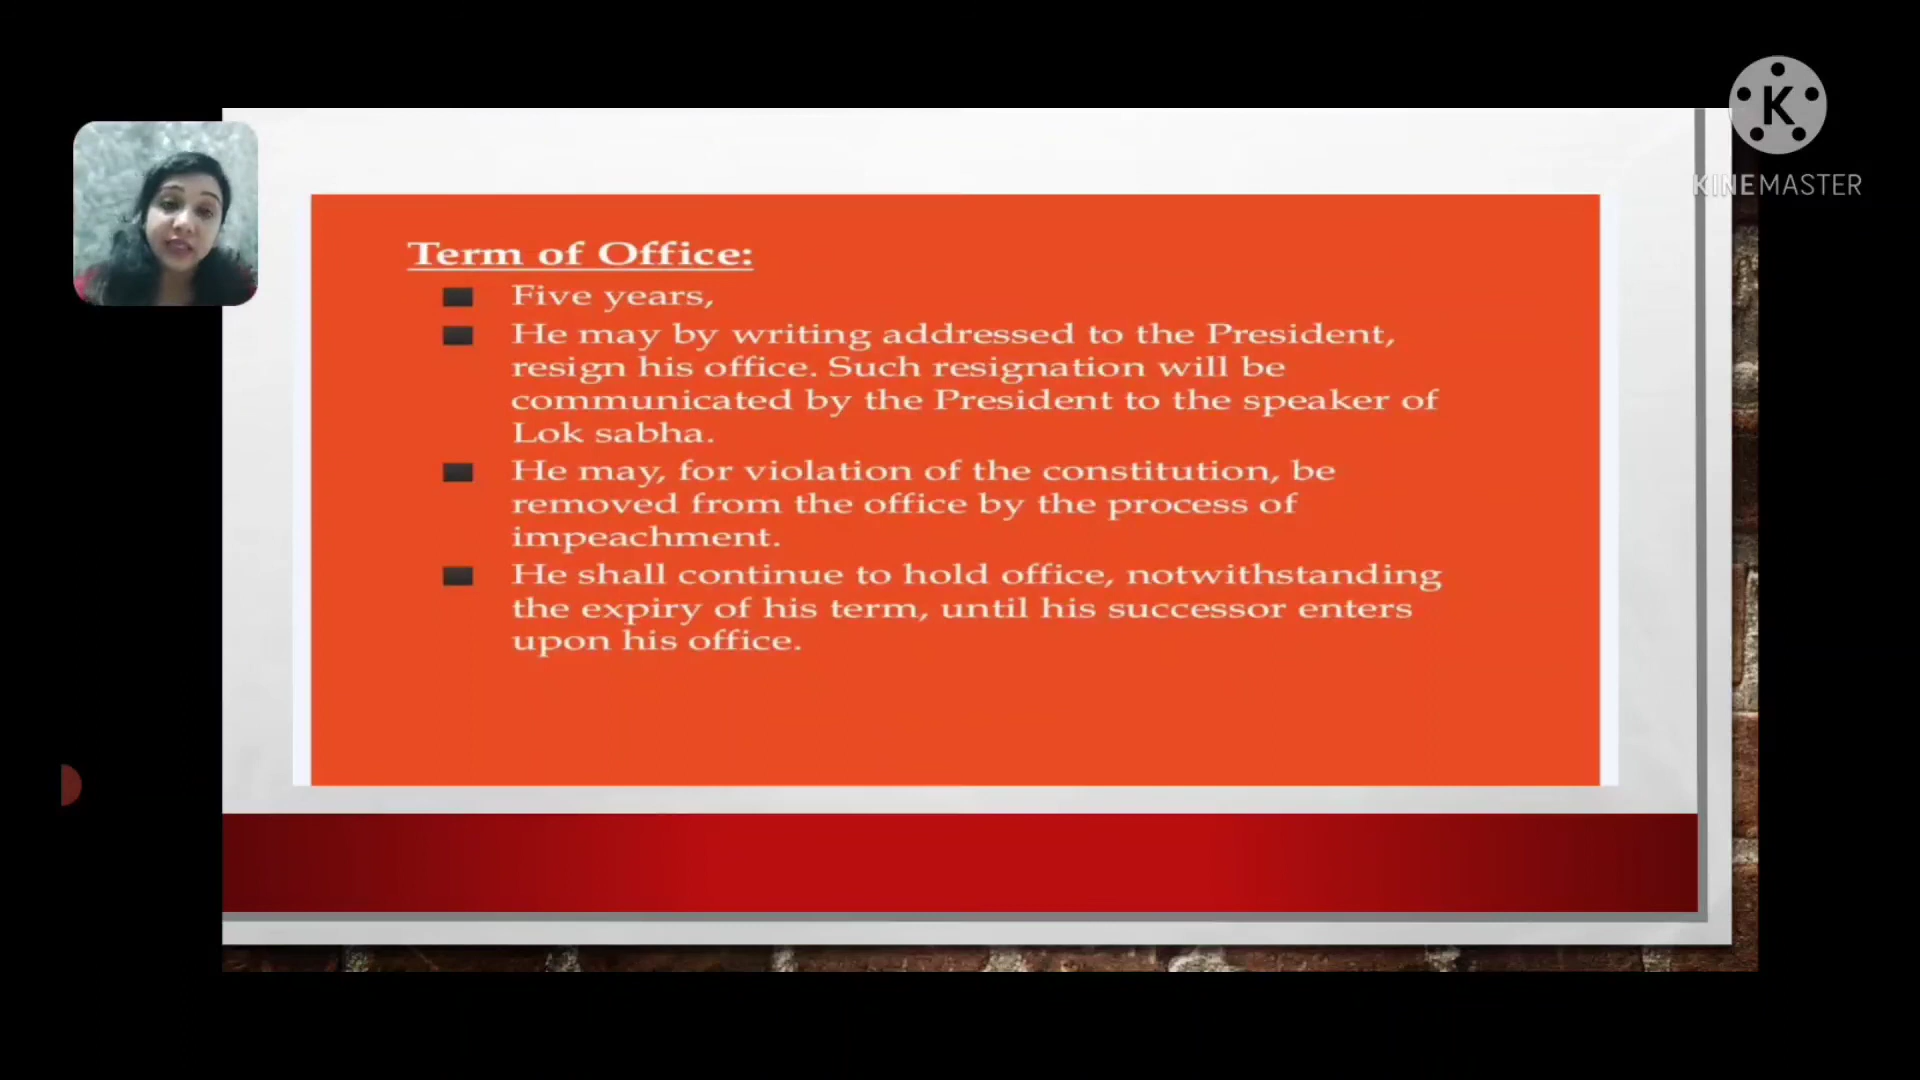 K
KINEMASTER
Term of Office:
Five years,
He may by writing addressed to the President,
resign his office. Such resignation will be
communicated by the President to the speaker of
Lok sabha.
He may, for violation of the constitution, be
removed from the office by the process of
impeachment.
He shall continue to hold office, notwithstanding
the expiry of his term, until his successor enters
upon his office.